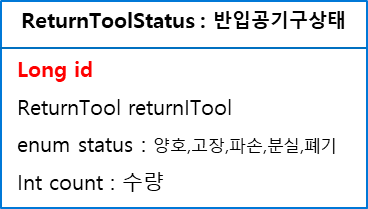 ReturnToolStatus : 반입공기구상태
Long id
ReturnTool returnlTool
enum status : 양호,고장,파손,분실,폐기
Int count : 수량